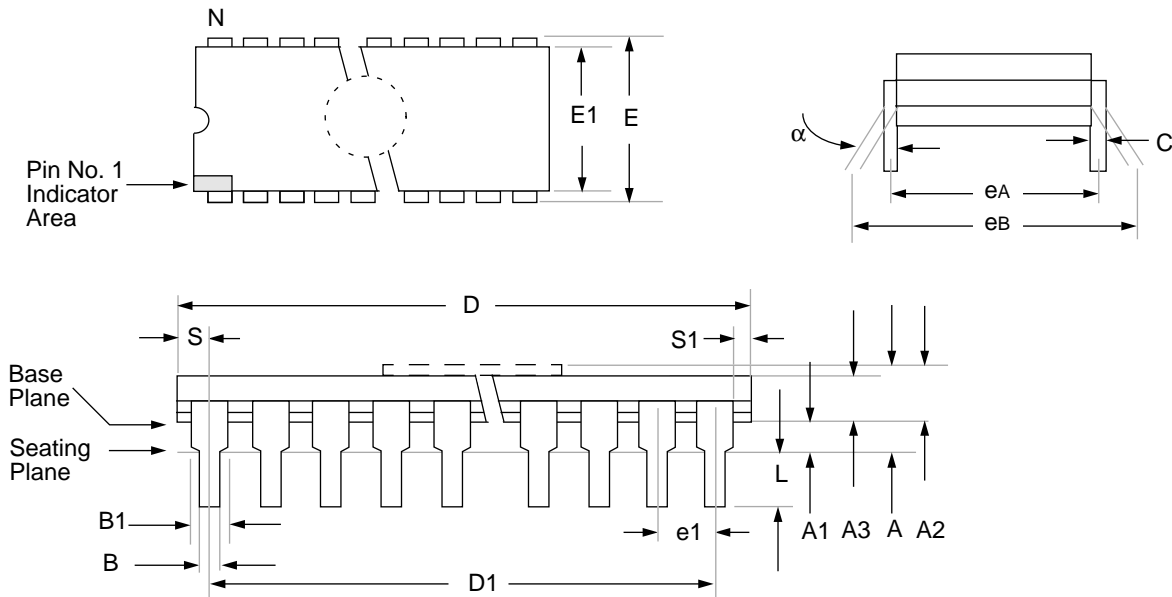 N
E1
E
Pin No. 1
Indicator
Area
α
C
eA
eB
D
S
S1
Base
Plane
Seating
Plane
L
B1
B
e1
A1
A3
A
A2
D1